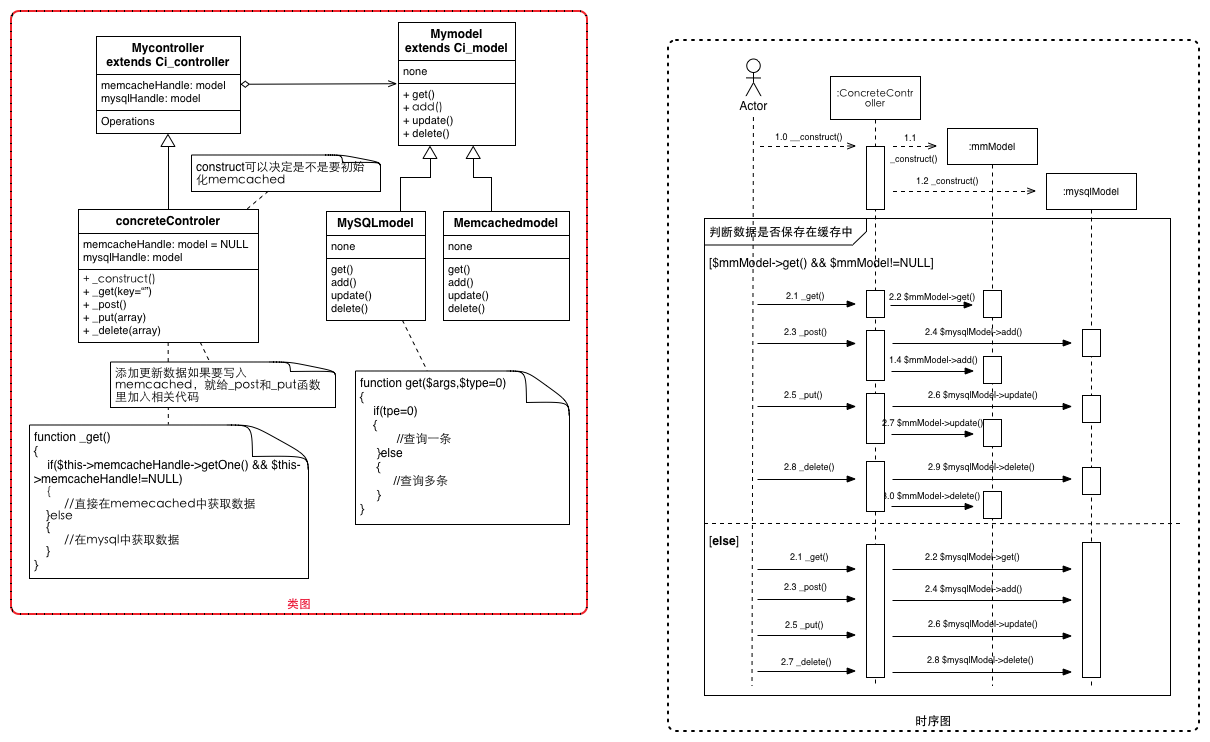 Mycontroller
extends Ci_controller
memcacheHandle: model
mysqlHandle: model
Operations
Mymodel
extends Ci_model
none
+ get()
+ add()
+ update()
+ delete()
construct可以决定是不是要初始
化memcached
concreteControler
memcacheHandle: model = NULL
mysqlHandle: model
+ _construct()
+ _get(key="")
+ _post()
+ _put(array)
+ _delete(array)
MySQLmodel
none
get()
add()
update()
delete()
Memcachedmodel
none
get()
add()
update()
delete()
添加更新数据如果要写入
memcached，就给_post和_put函数
里加入相关代码
function _get()
{
if($this->memcacheHandle->getOne() && $this-
>memcacheHandle!=NULL)
{
//直接在memecached中获取数据
}else
{
//在mysql中获取数据
}
}
function get($args,$type=0)
{
if(tpe=0)
{
//查询一条
}else
{
//查询多条
}
}
类图
Actor
:ConcreteContr
oller
:mmModel
:mysqlModel
1.0 __construct()
1.1
_construct()
1.2 _construct()
判断数据是否保存在缓存中
[$mmModel->get() && $mmModel!=NULL]
2.1 _get()
2.2 $mmModel->get()
2.3 _post()
2.4 $mysqlModel->add()
1.4 $mmModel->add()
2.5 _put()
2.6 $mysqlModel->update()
2.7 $mmModel->update()
2.8 _delete()
2.9 $mysqlModel->delete()
3.0 $mmModel->delete()
[else]
2.1 _get()
2.2 $mysqlModel->get()
2.3 _post()
2.4 $mysqlModel->add()
2.5 _put()
2.6 $mysqlModel->update()
2.7 _delete()
2.8 $mysqlModel->delete()
时序图